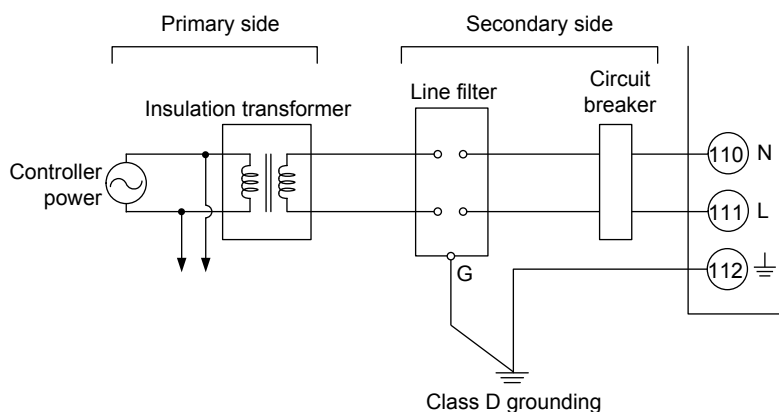 Primary side
Secondary side
Insulation transformer
Line filter
Circuit
breaker
Controller
power
110 N
111 L
112
G
Class D grounding